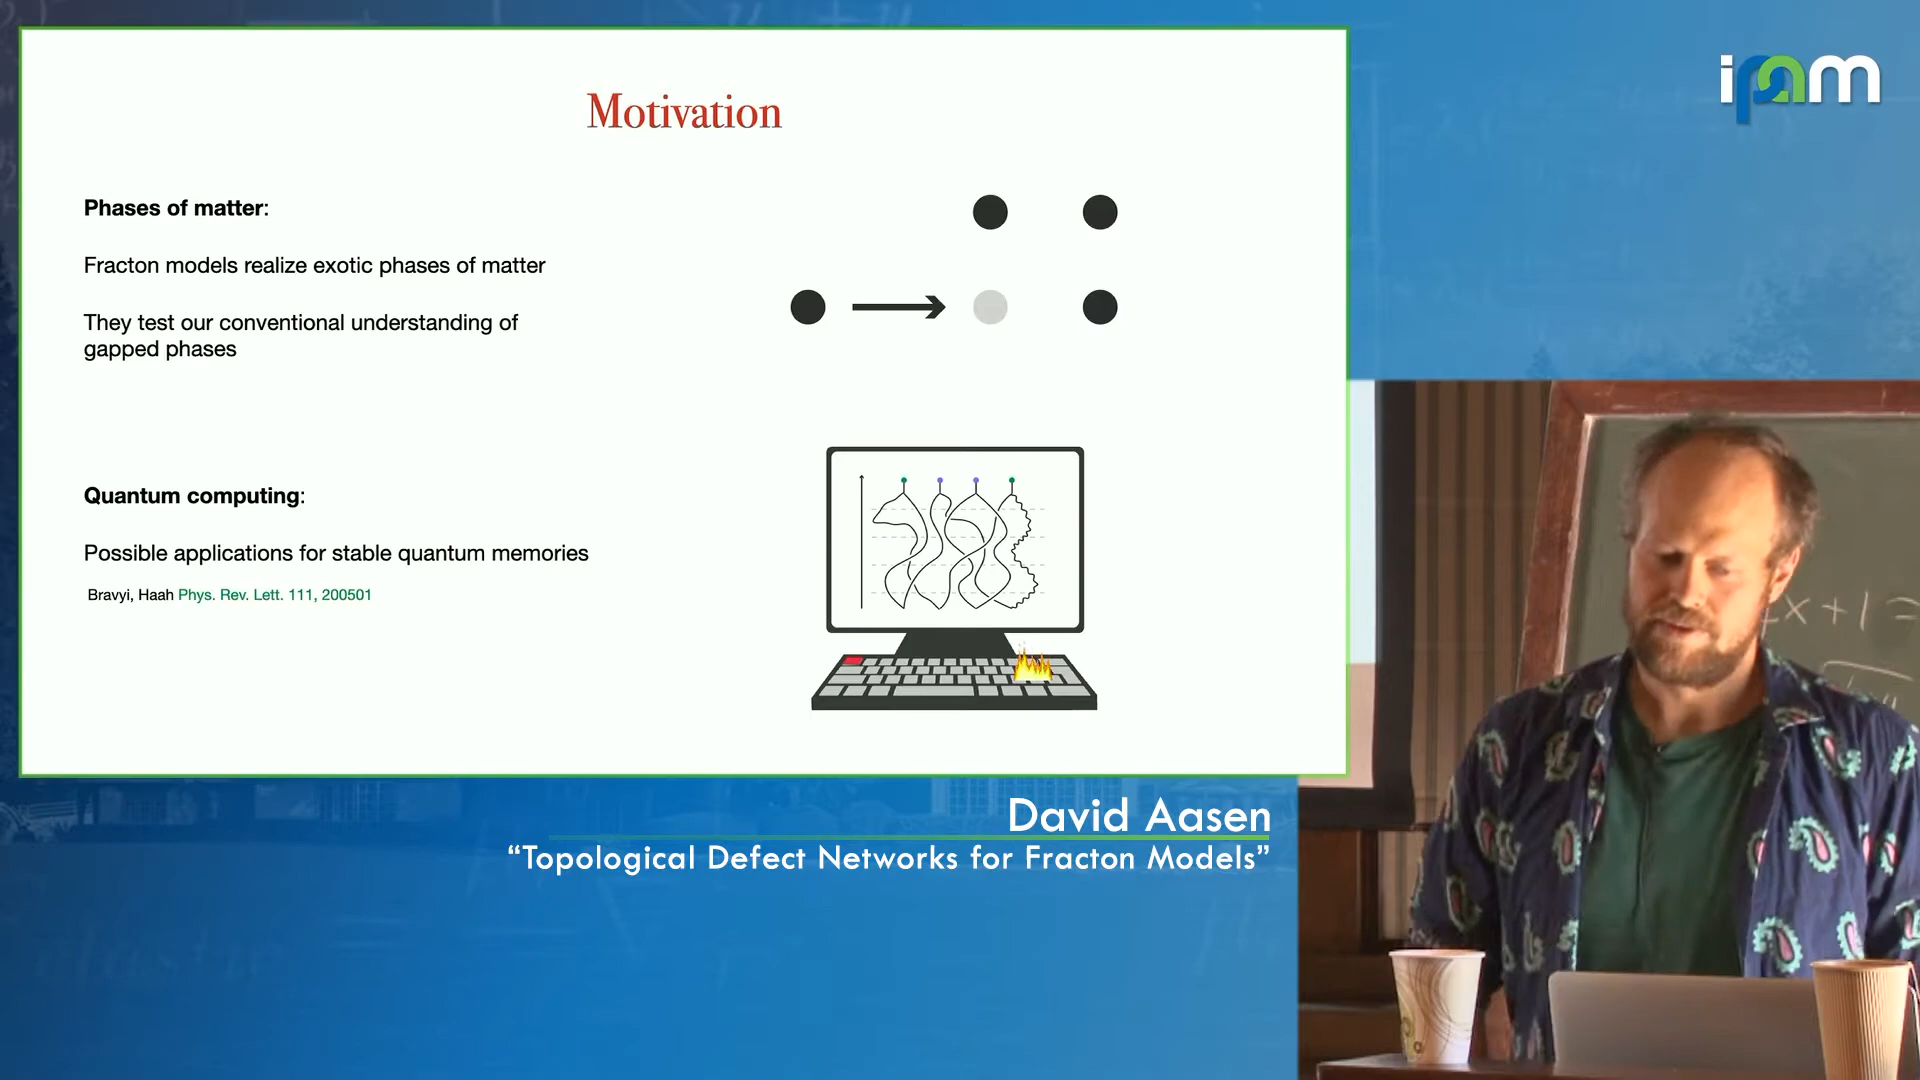 ipam
Motivation
Phases of matter:
Fracton models realize exotic phases of matter
They test our conventional understanding of
gapped phases
Quantum computing:
Possible applications for stable quantum memories
Bravyi, Haah Phys. Rev. Lett. 111, 200501
x + 1 =
David Aasen
“Topological Defect Networks for Fracton Models”